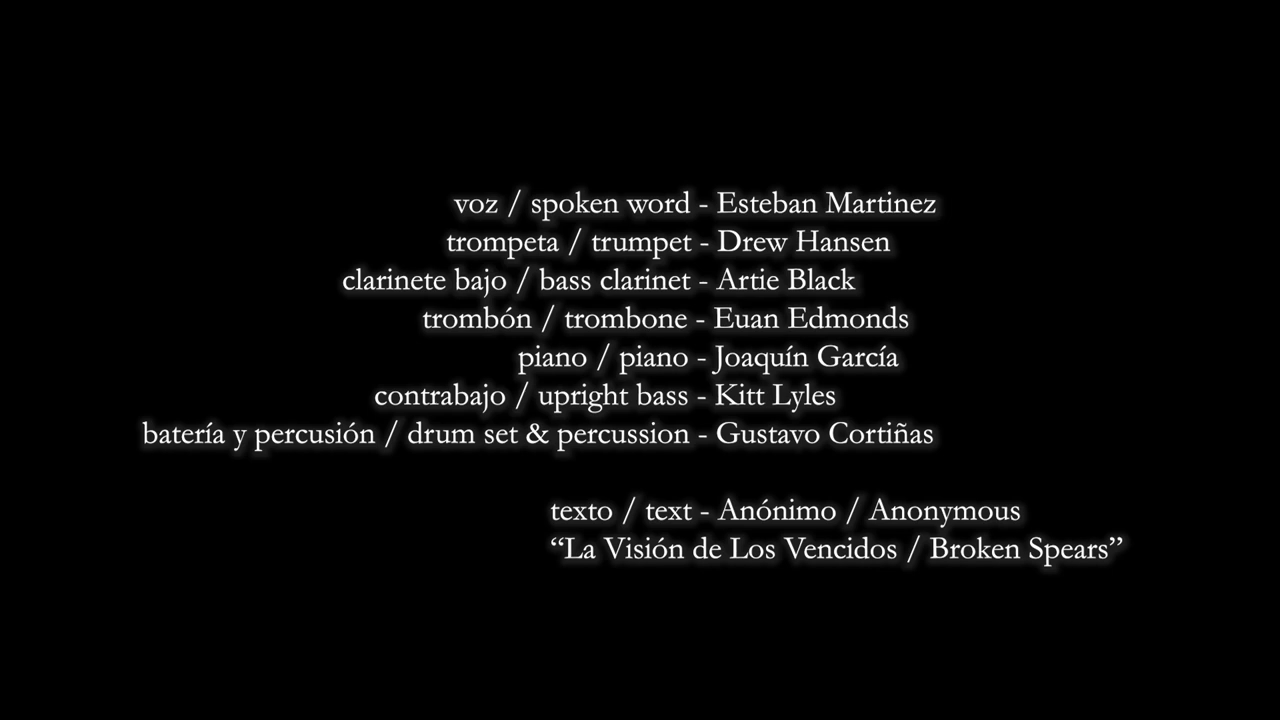 voz / spoken word - Esteban Martinez
trompeta / trumpet - Drew Hansen
clarinete bajo / bass clarinet - Artie Black
trombón / trombone - Euan Edmonds
piano / piano - Joaquín García
contrabajo / upright bass - Kitt Lyles
batería y percusión / drum set & percussion - Gustavo Cortiñas
texto / text - Anónimo / Anonymous
“La Visión de Los Vencidos / Broken Spears”